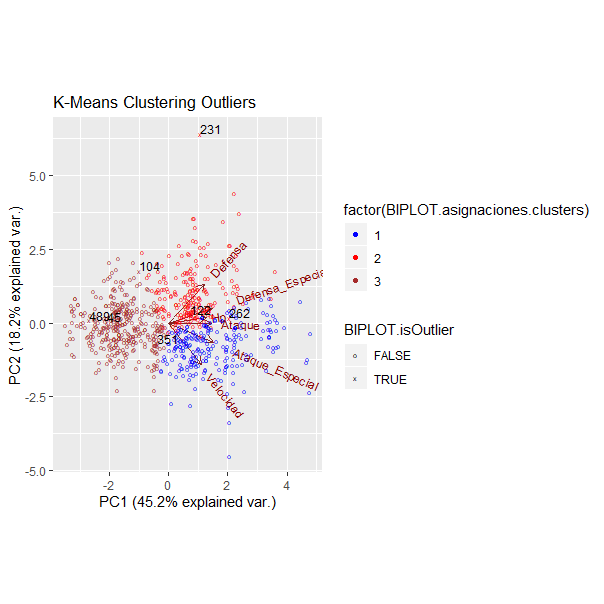 K-Means Clustering Outliers
231
5.0
2.5
0.0
-2.5
-5.0
PC2 (18.2% explained var.)
104
Defensa
Defensa_Especial
122
262
Ataque
351
Ataque_Especial
Velocidad
-2
0
2
4
PC1 (45.2% explained var.)
factor(BIPLOT.asignaciones.clusters)
1
2
3
BIPLOT.isOutlier
FALSE
TRUE